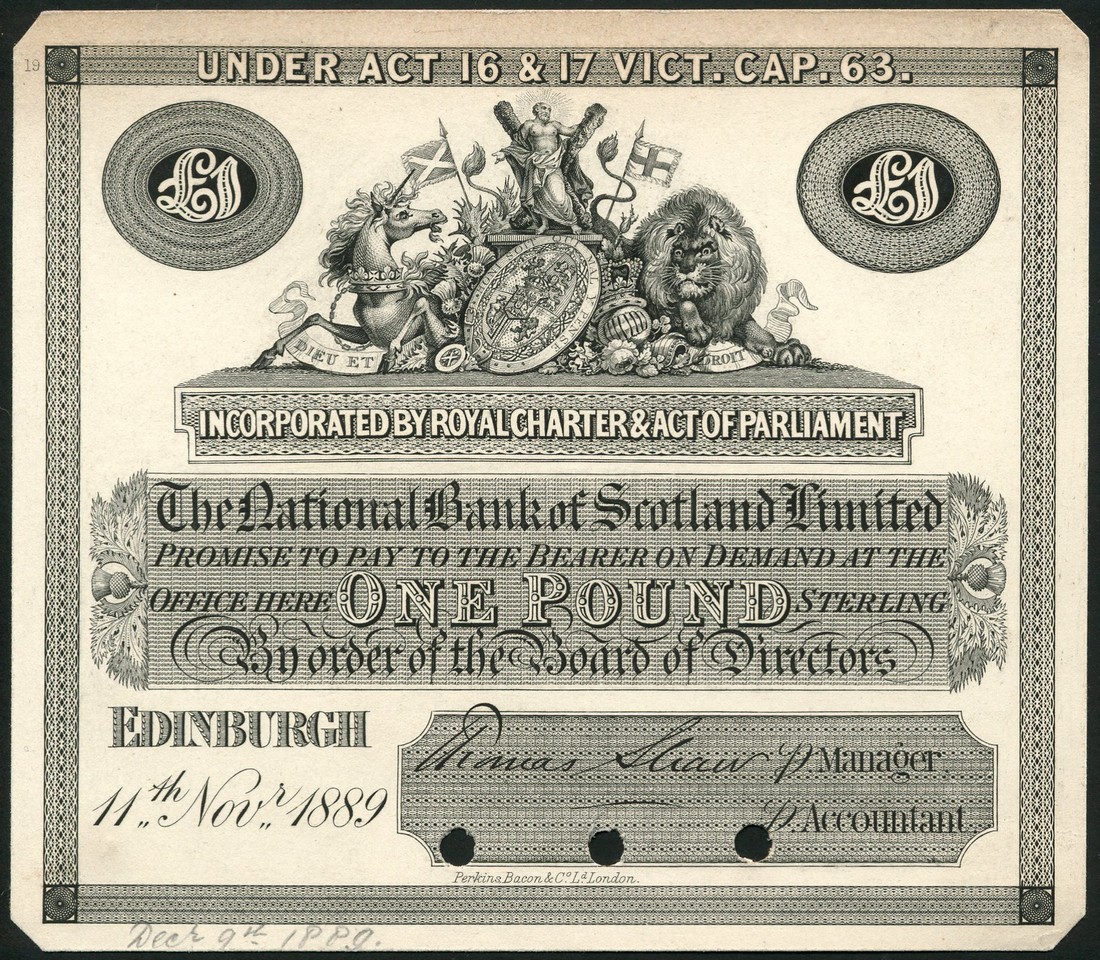 19
UNDER ACT 16 & 17 VICT. CAP. 63.
£1 £1
DIEU ET DROIT
INCORPORATED BY ROYAL CHARTER & ACT OF PARLIAMENT
The National Bank of Scotland Limited
PROMISE TO PAY TO THE BEARER ON DEMAND AT THE
OFFICE HERE ONE POUND STERLING
By order of the Board of Directors
EDINBURGH
Thomas Shaw P. Manager.
11th Novr. 1889
P. Accountant.
Perkins, Bacon & Co. Ld. London.
Decr 9th 1889.